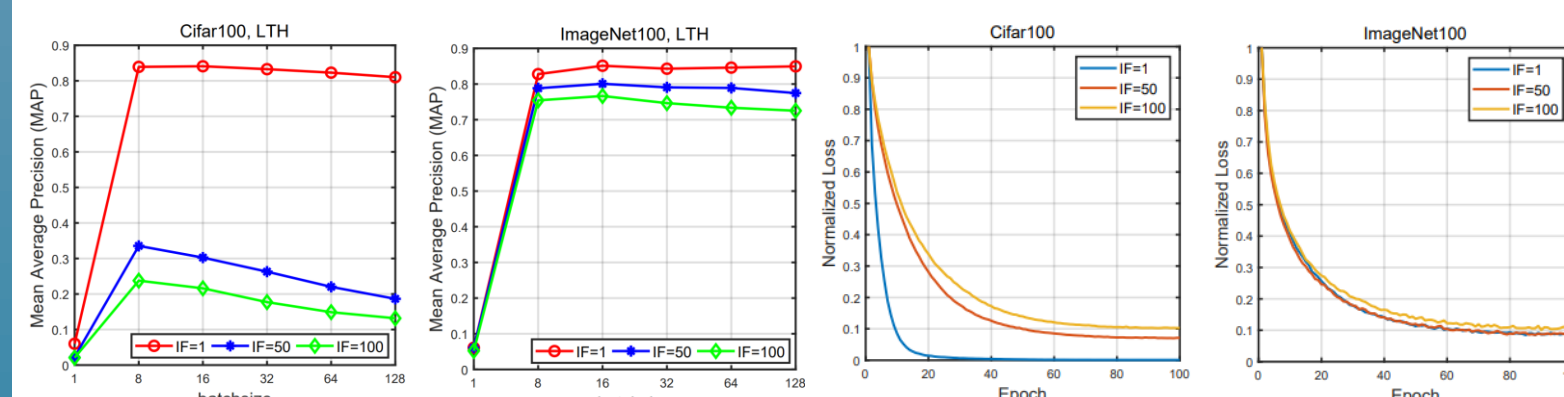 Cifar100, LTH
Mean Average Precision (MAP)
0.9
0.8
0.7
0.6
0.5
0.4
0.3
0.2
0.1
0
1 8 16 32 64 128
IF=1 IF=50 IF=100
batchsize
ImageNet100, LTH
Mean Average Precision (MAP)
0.9
0.8
0.7
0.6
0.5
0.4
0.3
0.2
0.1
0
1 8 16 32 64 128
IF=1 IF=50 IF=100
Cifar100
Normalized Loss
1
0.9
0.8
0.7
0.6
0.5
0.4
0.3
0.2
0.1
0
0 20 40 60 80 100
IF=1
IF=50
IF=100
Epoch
ImageNet100
Normalized Loss
1
0.9
0.8
0.7
0.6
0.5
0.4
0.3
0.2
0.1
0
0 20 40 60 80
IF=1
IF=50
IF=100
Epoch